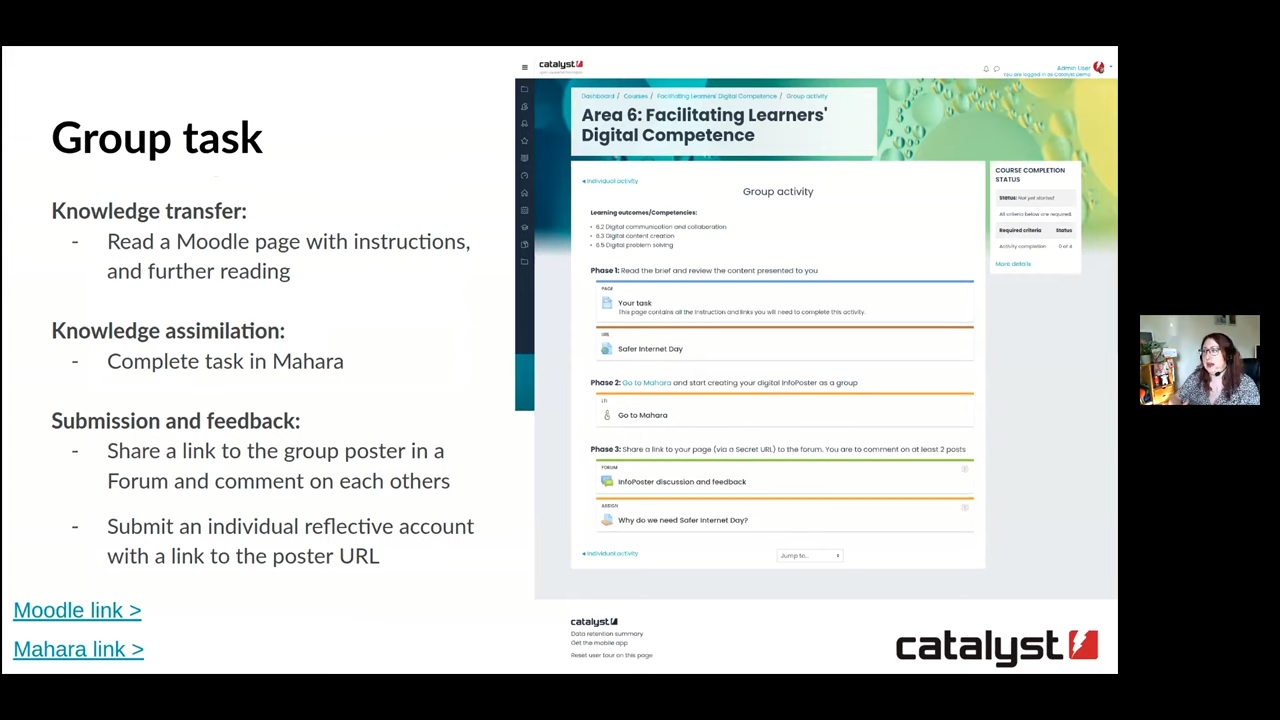 Group task
Knowledge transfer:
- Read a Moodle page with instructions,
and further reading
Knowledge assimilation:
- Complete task in Mahara
Submission and feedback:
- Share a link to the group poster in a
Forum and comment on each others
- Submit an individual reflective account
with a link to the poster URL
Moodle link >
Mahara link >
catalyst
Admin User
You are logged in as Catalyst Demo
Dashboard / Courses / Facilitating Learners' Digital Competence / Group activity
Area 6: Facilitating Learners'
Digital Competence
◄ Individual activity
Group activity
Learning outcomes/Competencies:
• 6.2 Digital communication and collaboration
• 6.3 Digital content creation
• 6.5 Digital problem solving
Phase 1: Read the brief and review the content presented to you
PAGE
Your task
This page contains all the instruction and links you will need to complete this activity.
URL
Safer Internet Day
Phase 2: Go to Mahara and start creating your digital InfoPoster as a group
LTI
Go to Mahara
Phase 3: Share a link to your page (via a Secret URL) to the forum. You are to comment on at least 2 posts
FORUM
InfoPoster discussion and feedback
ASSIGN
Why do we need Safer Internet Day?
◄ Individual activity
Jump to...
COURSE COMPLETION
STATUS
Status: Not yet started
All criteria below are required.
Required criteria Status
Activity completion 0 of 4
More details
catalyst
Data retention summary
Get the mobile app
Reset user tour on this page
catalyst